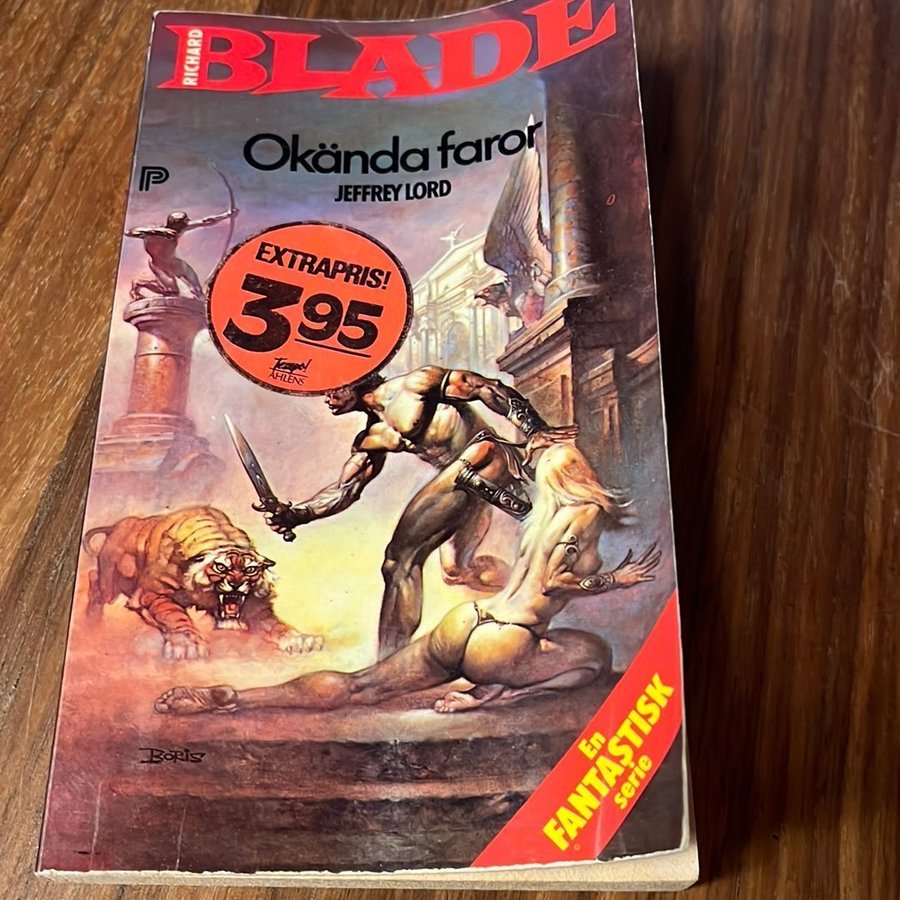 RICHARD
BLADE
Okända faror
JEFFREY LORD
P
EXTRAPRIS!
3 95
Tempo!
ÅHLENS
BORIS
En
FANTASTISK
serie